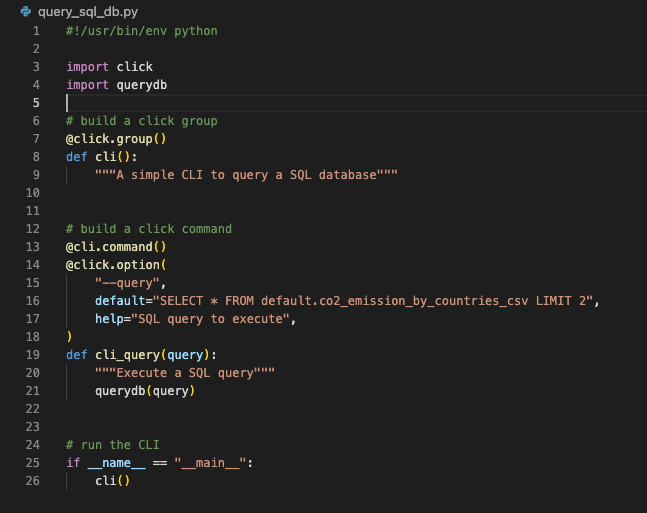 query_sql_db.py
1 #!/usr/bin/env python
2
3 import click
4 import querydb
5
6 # build a click group
7 @click.group()
8 def cli():
9     """A simple CLI to query a SQL database"""
10
11
12 # build a click command
13 @cli.command()
14 @click.option(
15     "--query",
16     default="SELECT * FROM default.co2_emission_by_countries_csv LIMIT 2",
17     help="SQL query to execute",
18 )
19 def cli_query(query):
20     """Execute a SQL query"""
21     querydb(query)
22
23
24 # run the CLI
25 if __name__ == "__main__":
26     cli()